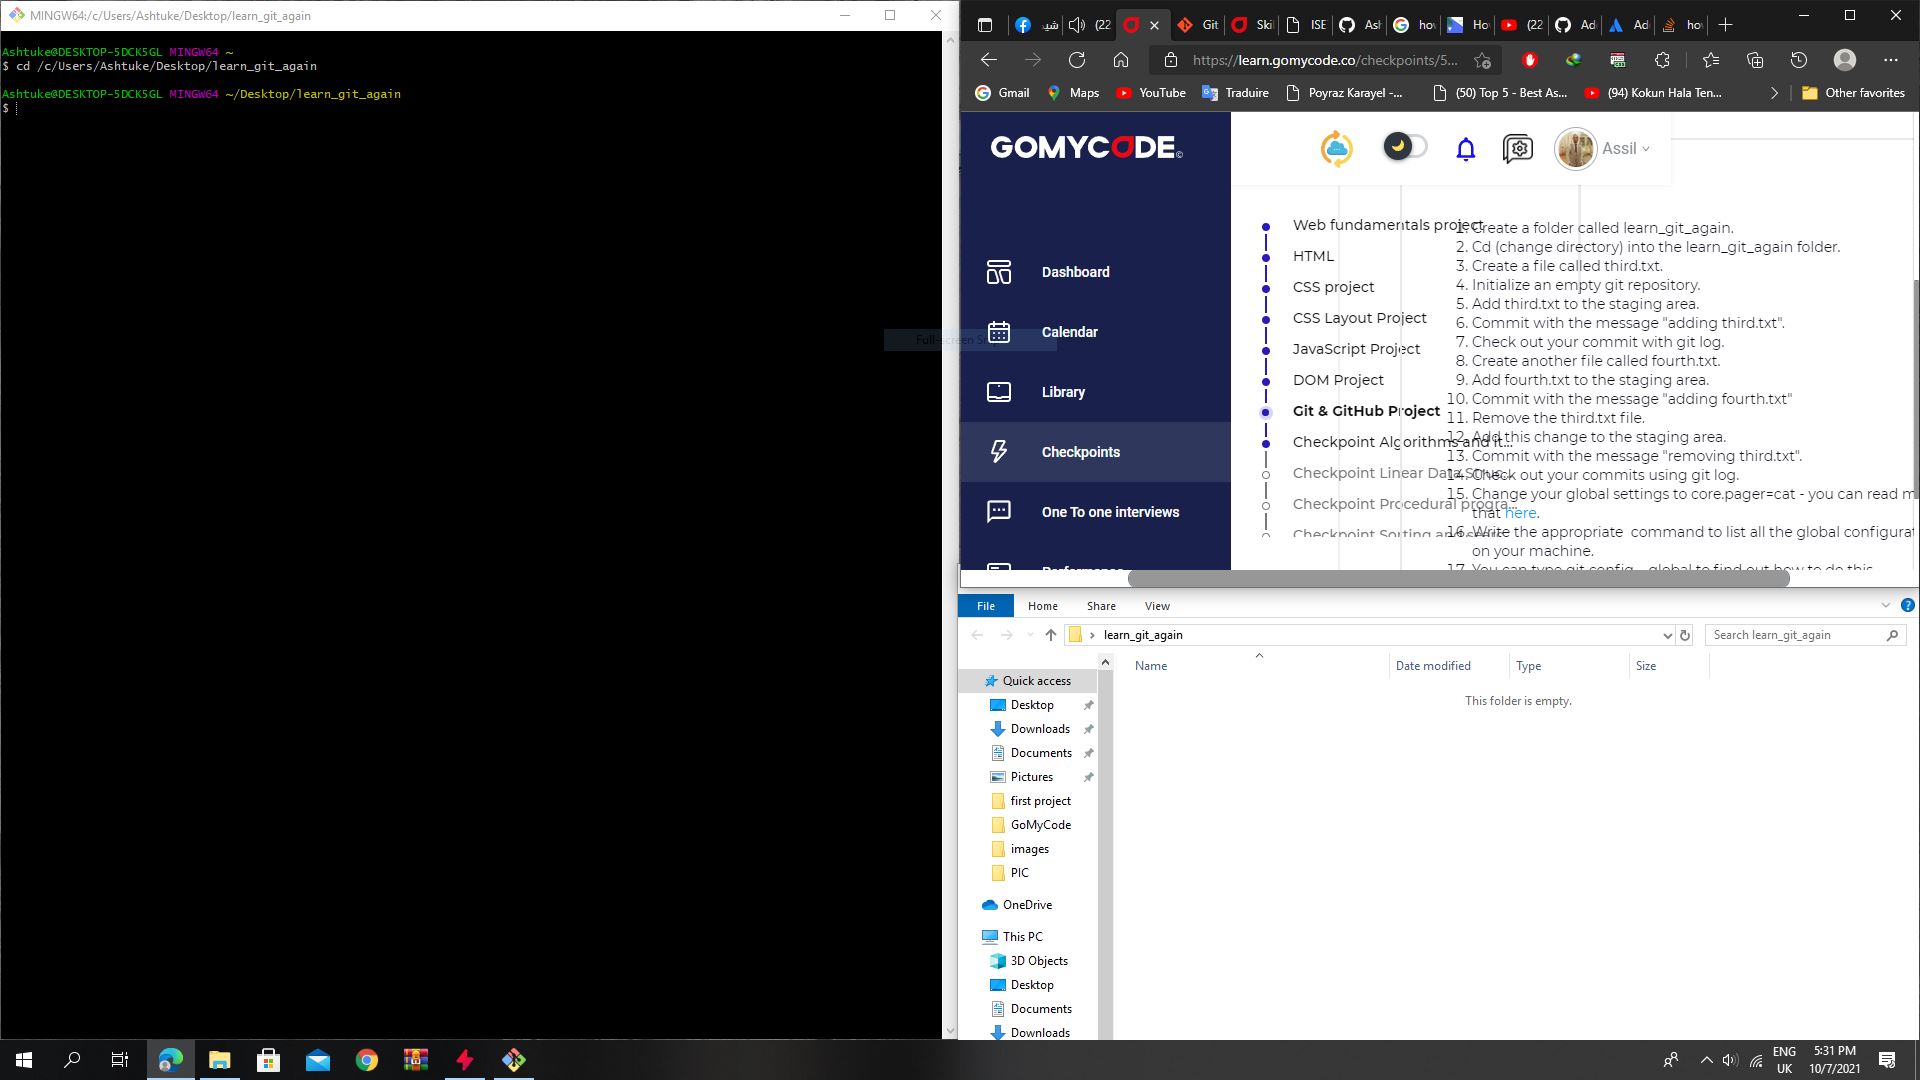 MINGW64:/c/Users/Ashtuke/Desktop/learn_git_again
Ashtuke@DESKTOP-5DCK5GL MINGW64 ~
$ cd /c/Users/Ashtuke/Desktop/learn_git_again
Ashtuke@DESKTOP-5DCK5GL MINGW64 ~/Desktop/learn_git_again
$
(22
Git
Ski
ISE
Ash
how
Ho
(22
Ad
Ad
how
https://learn.gomycode.co/checkpoints/5...
Gmail
Maps
YouTube
Traduire
Poyraz Karayel -...
(50) Top 5 - Best As...
(94) Kokun Hala Ten...
Other favorites
GOMYCODE
Assil
Dashboard
Calendar
Library
Checkpoints
One To one interviews
Performance
Full-screen
Web fundamentals project
HTML
CSS project
CSS Layout Project
JavaScript Project
DOM Project
Git & GitHub Project
Checkpoint Algorithms and it...
Checkpoint Linear Data Struc...
Checkpoint Procedural progra...
Checkpoint Sorting and
1. Create a folder called learn_git_again.
2. Cd (change directory) into the learn_git_again folder.
3. Create a file called third.txt.
4. Initialize an empty git repository.
5. Add third.txt to the staging area.
6. Commit with the message "adding third.txt".
7. Check out your commit with git log.
8. Create another file called fourth.txt.
9. Add fourth.txt to the staging area.
10. Commit with the message "adding fourth.txt"
11. Remove the third.txt file.
12. Add this change to the staging area.
13. Commit with the message "removing third.txt".
14. Check out your commits using git log.
15. Change your global settings to core.pager=cat - you can read m
that here.
16. Write the appropriate command to list all the global configurat
on your machine.
17. You can type git config --global to find out how to do this.
File
Home
Share
View
learn_git_again
Search learn_git_again
Name
Date modified
Type
Size
This folder is empty.
Quick access
Desktop
Downloads
Documents
Pictures
first project
GoMyCode
images
PIC
OneDrive
This PC
3D Objects
Desktop
Documents
Downloads
ENG
UK
5:31 PM
10/7/2021